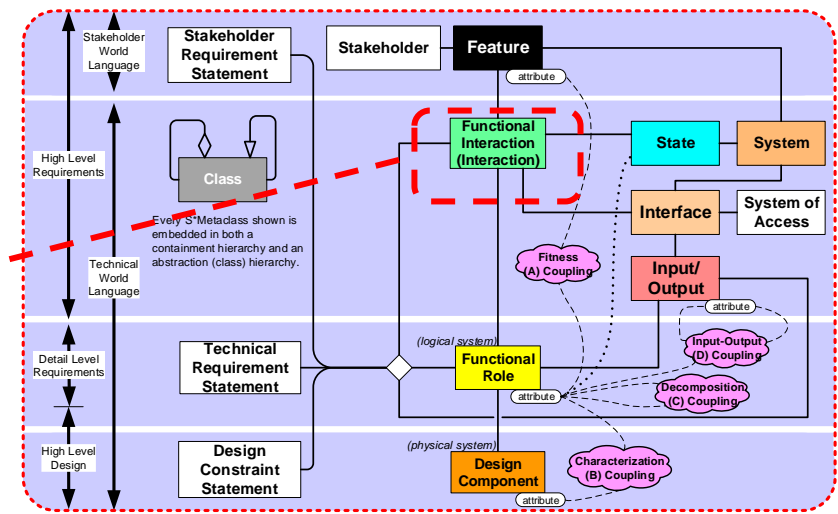 Stakeholder
World
Language
Stakeholder
Requirement
Statement
Stakeholder
Feature
attribute
High Level
Requirements
Class
Every S*Metaclass shown is
embedded in both a
containment hierarchy and an
abstraction (class) hierarchy.
Functional
Interaction
(Interaction)
State
System
Interface
System of
Access
Technical
World
Language
Fitness
(A) Coupling
Input/
Output
attribute
Detail Level
Requirements
Technical
Requirement
Statement
(logical system)
Functional
Role
attribute
Input-Output
(D) Coupling
Decomposition
(C) Coupling
High Level
Design
Design
Constraint
Statement
(physical system)
Design
Component
attribute
Characterization
(B) Coupling